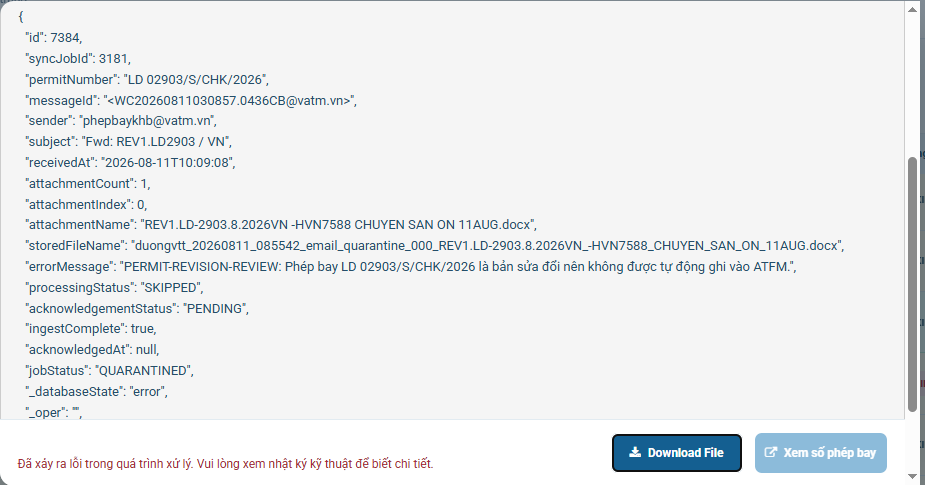 {
"id": 7384,
"syncJobId": 3181,
"permitNumber": "LD 02903/S/CHK/2026",
"messageId": "<WC20260811030857.0436CB@vatm.vn>",
"sender": "phepbaykhb@vatm.vn",
"subject": "Fwd: REV1.LD2903 / VN",
"receivedAt": "2026-08-11T10:09:08",
"attachmentCount": 1,
"attachmentIndex": 0,
"attachmentName": "REV1.LD-2903.8.2026VN -HVN7588 CHUYEN SAN ON 11AUG.docx",
"storedFileName": "duongvtt_20260811_085542_email_quarantine_000_REV1.LD-2903.8.2026VN_-HVN7588_CHUYEN_SAN_ON_11AUG.docx",
"errorMessage": "PERMIT-REVISION-REVIEW: Phép bay LD 02903/S/CHK/2026 là bản sửa đổi nên không được tự động ghi vào ATFM.",
"processingStatus": "SKIPPED",
"acknowledgementStatus": "PENDING",
"ingestComplete": true,
"acknowledgedAt": null,
"jobStatus": "QUARANTINED",
"_databaseState": "error",
"_oper": "",
Đã xảy ra lỗi trong quá trình xử lý. Vui lòng xem nhật ký kỹ thuật để biết chi tiết.
Download File
Xem số phép bay